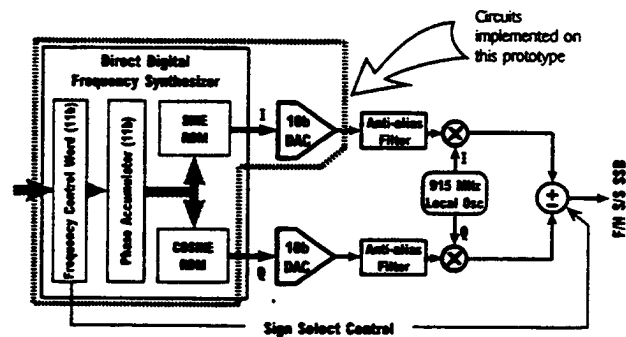 Circuits
implemented on
this prototype
Direct Digital
Frequency Synthesizer
Frequency Control Word (11b)
Phase Accumulator (11b)
SINE
ROM
I
10b
DAC
Anti-alias
Filter
I
915 MHz
Local Osc
Q
COSINE
ROM
Q
10b
DAC
Anti-alias
Filter
+
−
F/H S/S SSB
Sign Select Control